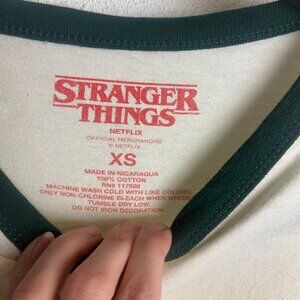 STRANGER
THINGS
NETFLIX
OFFICIAL MERCHANDISE
© NETFLIX
XS
MADE IN NICARAGUA
100% COTTON
RN# 117508
MACHINE WASH COLD WITH LIKE COLORS.
ONLY NON-CHLORINE BLEACH WHEN NEEDED
TUMBLE DRY LOW.
DO NOT IRON DECORATION.